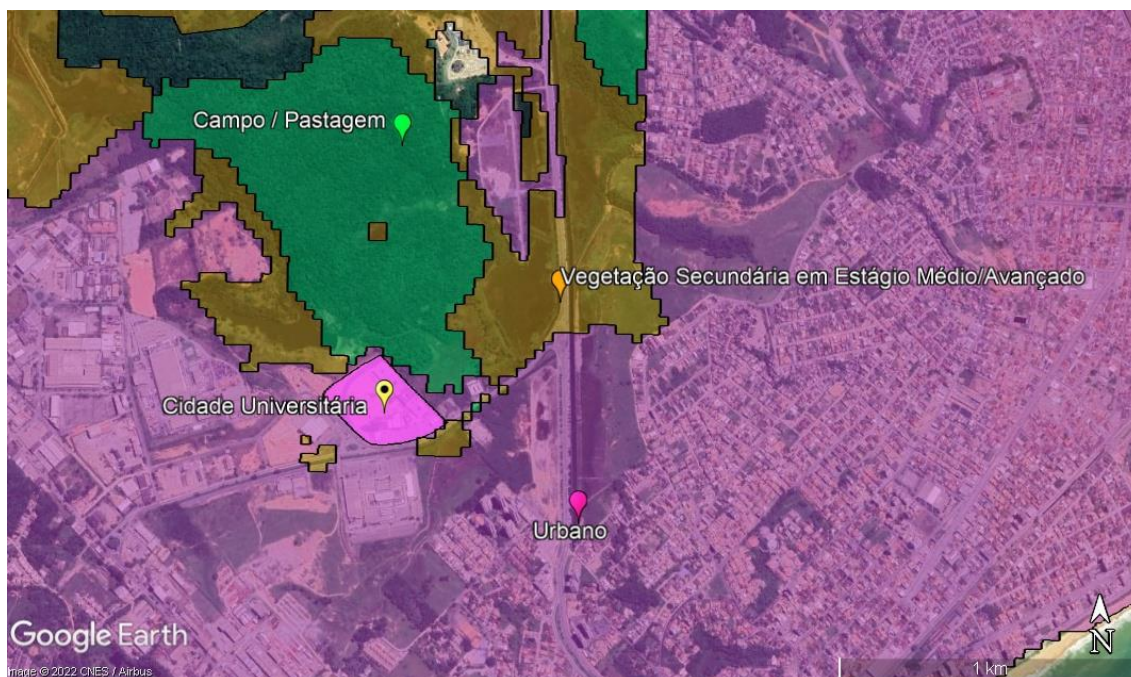 Campo / Pastagem
Vegetação Secundária em Estágio Médio/Avançado
Cidade Universitária
Urbano
Google Earth
N
Image © 2022 CNES / Airbus
1 km